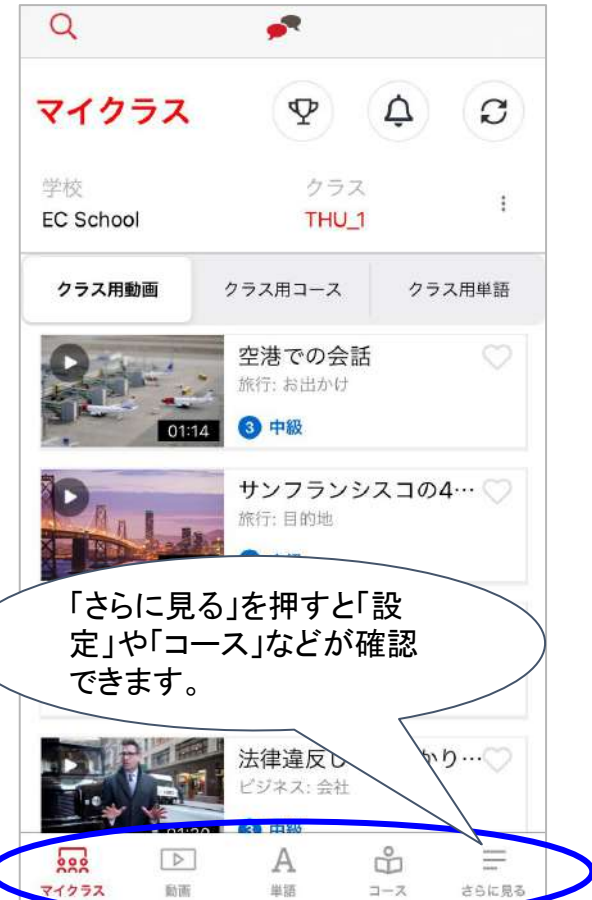 マイクラス
学校 クラス
EC School THU_1
クラス用動画 クラス用コース クラス用単語
空港での会話
旅行: お出かけ
01:14 3 中級
サンフランシスコの4…
旅行: 目的地
「さらに見る」を押すと「設
定」や「コース」などが確認
できます。
法律違反し
かり…
ビジネス: 会社
3 中級
マイクラス 動画 単語 コース さらに見る